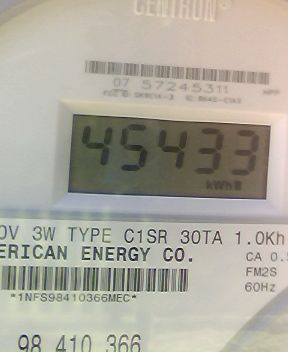 CENTRON®
07 57245311
45433
kWh
0V 3W TYPE C1SR 30TA 1.0Kh
ERICAN ENERGY CO.
CA 0.5
FM2S
60Hz
*1NFS98410366MEC*
98 410 366